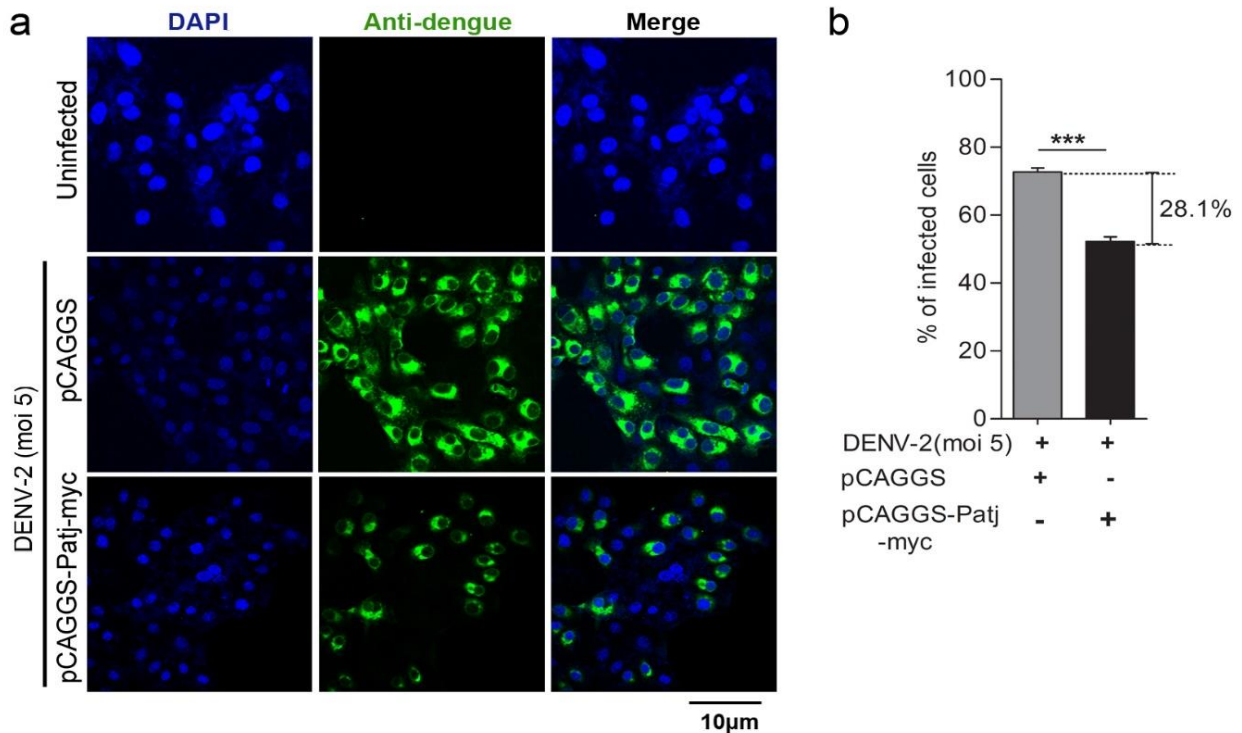 a
DAPI Anti-dengue Merge
Uninfected
DENV-2 (moi 5)
pCAGGS
pCAGGS-Patj-myc
10µm
b
100
80
60
40
20
0
% of infected cells
***
28.1%
DENV-2(moi 5) + +
pCAGGS + -
pCAGGS-Patj - +
-myc